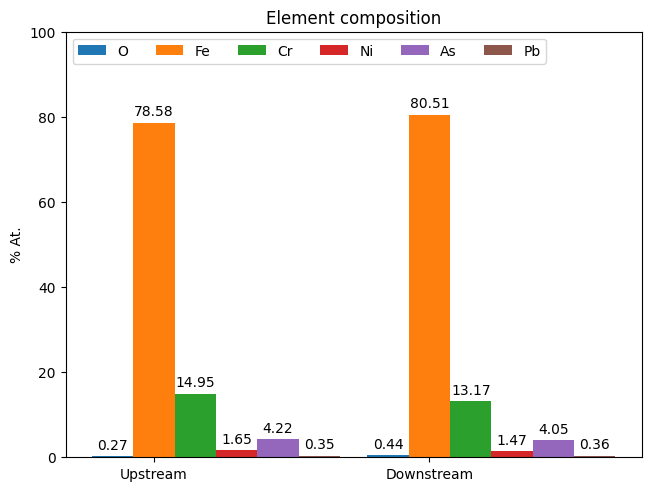 Element composition
O Fe Cr Ni As Pb
100
80
60
40
20
0
% At.
0.27 78.58 14.95 1.65 4.22 0.35
0.44 80.51 13.17 1.47 4.05 0.36
Upstream Downstream